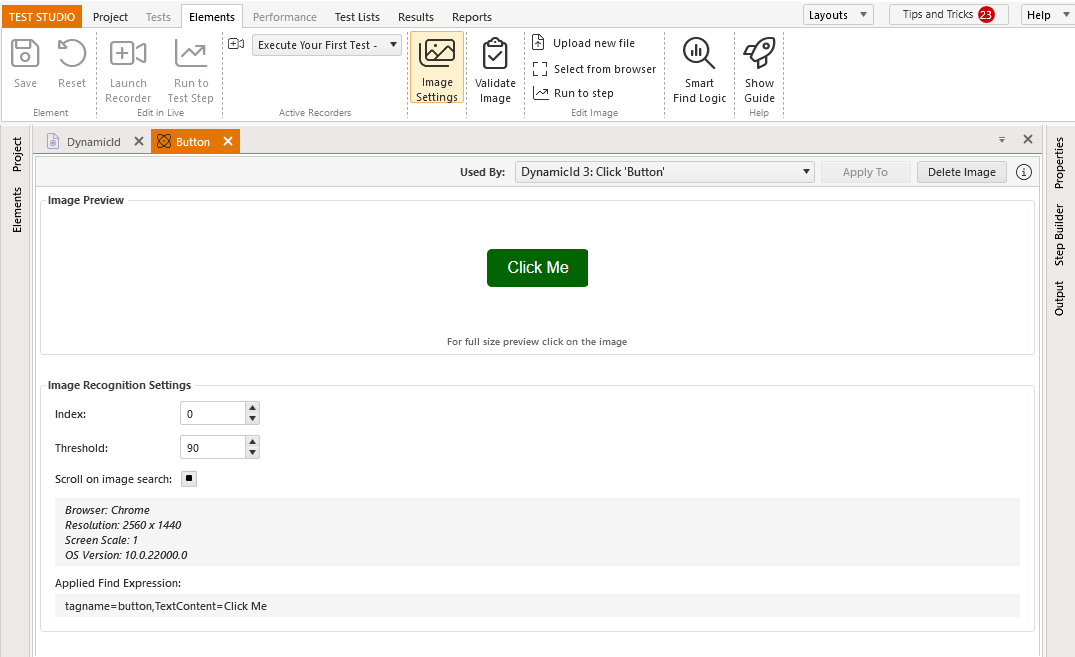 TEST STUDIO Project Tests Elements Performance Test Lists Results Reports Layouts Tips and Tricks 23 Help
Save Reset
Element
Launch Recorder Run to Test Step
Edit in Live
Execute Your First Test -
Active Recorders
Image Settings
Validate Image
Upload new file
Select from browser
Run to step
Edit Image
Smart Find Logic
Show Guide
Help
Project
Elements
DynamicId Button
Used By: DynamicId 3: Click 'Button' Apply To Delete Image
Image Preview
Click Me
For full size preview click on the image
Image Recognition Settings
Index: 0
Threshold: 90
Scroll on image search:
Browser: Chrome
Resolution: 2560 x 1440
Screen Scale: 1
OS Version: 10.0.22000.0
Applied Find Expression:
tagname=button,TextContent=Click Me
Properties
Step Builder
Output